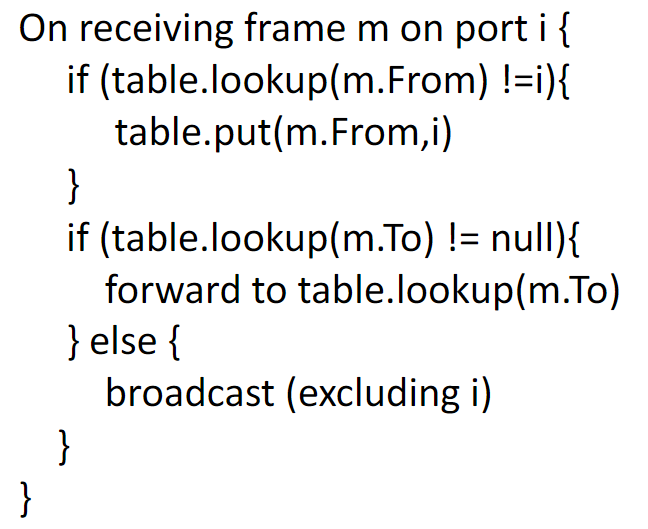 On receiving frame m on port i {
if (table.lookup(m.From) !=i){
table.put(m.From,i)
}
if (table.lookup(m.To) != null){
forward to table.lookup(m.To)
} else {
broadcast (excluding i)
}
}